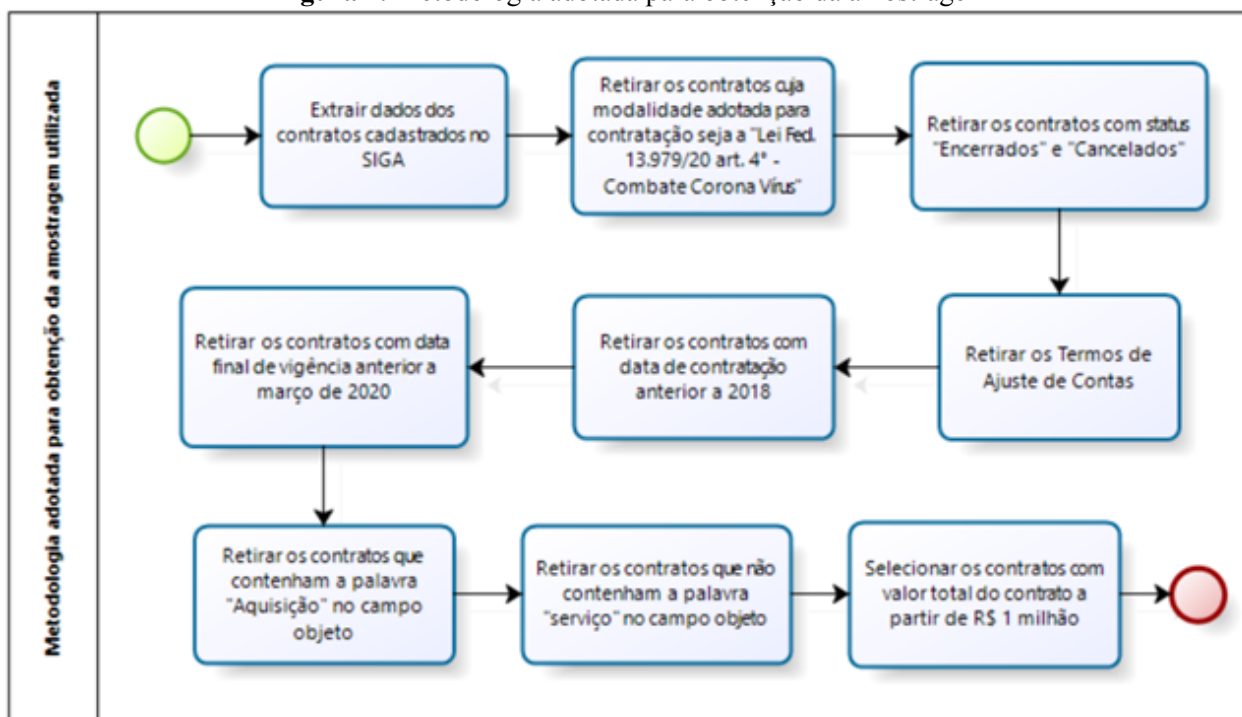 Metodologia adotada para obtenção da amostragem utilizada
Extrair dados dos
contratos cadastrados no
SIGA
Retirar os contratos cuja
modalidade adotada para
contratação seja a "Lei Fed.
13.979/20 art. 4° -
Combate Corona Vírus"
Retirar os contratos com status
"Encerrados" e "Cancelados"
Retirar os Termos de
Ajuste de Contas
Retirar os contratos com
data de contratação
anterior a 2018
Retirar os contratos com data
final de vigência anterior a
março de 2020
Retirar os contratos que
contenham a palavra
"Aquisição" no campo
objeto
Retirar os contratos que não
contenham a palavra
"serviço" no campo objeto
Selecionar os contratos com
valor total do contrato a
partir de R$ 1 milhão